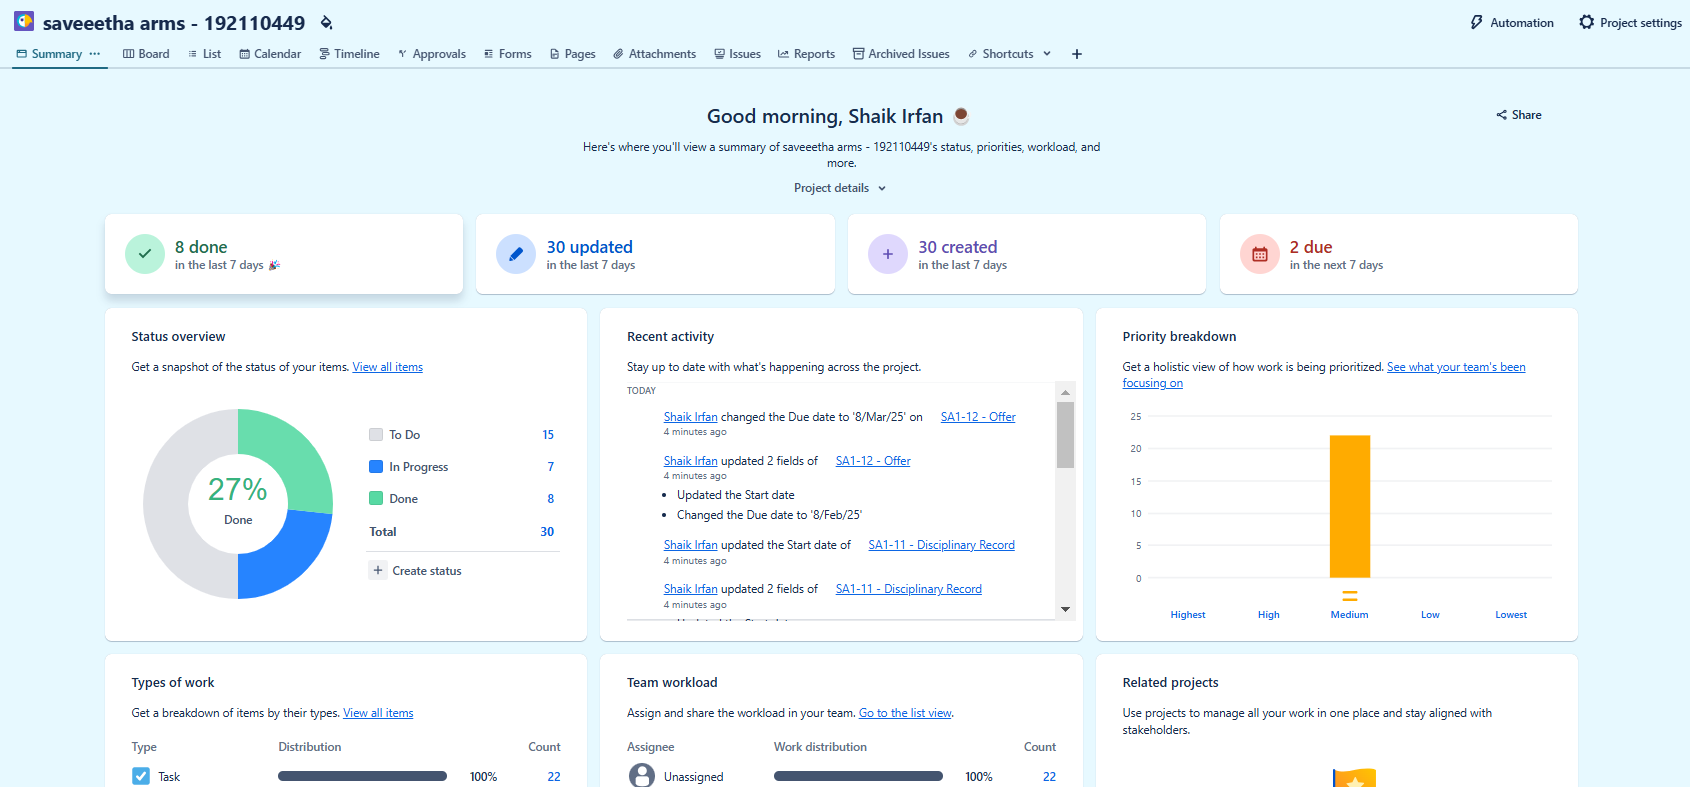 saveeetha arms - 192110449
Automation
Project settings
Summary
Board
List
Calendar
Timeline
Approvals
Forms
Pages
Attachments
Issues
Reports
Archived Issues
Shortcuts
Good morning, Shaik Irfan
Share
Here's where you'll view a summary of saveeetha arms - 192110449's status, priorities, workload, and
more.
Project details
8 done
in the last 7 days
30 updated
in the last 7 days
30 created
in the last 7 days
2 due
in the next 7 days
Status overview
Get a snapshot of the status of your items. View all items
27%
Done
To Do 15
In Progress 7
Done 8
Total 30
Create status
Recent activity
Stay up to date with what's happening across the project.
TODAY
Shaik Irfan changed the Due date to '8/Mar/25' on SA1-12 - Offer
4 minutes ago
Shaik Irfan updated 2 fields of SA1-12 - Offer
4 minutes ago
Updated the Start date
Changed the Due date to '8/Feb/25'
Shaik Irfan updated the Start date of SA1-11 - Disciplinary Record
4 minutes ago
Shaik Irfan updated 2 fields of SA1-11 - Disciplinary Record
4 minutes ago
Priority breakdown
Get a holistic view of how work is being prioritized. See what your team's been
focusing on
25
20
15
10
5
0
Highest
High
Medium
Low
Lowest
Types of work
Get a breakdown of items by their types. View all items
Type Distribution Count
Task 100% 22
Team workload
Assign and share the workload in your team. Go to the list view.
Assignee Work distribution Count
Unassigned 100% 22
Related projects
Use projects to manage all your work in one place and stay aligned with
stakeholders.